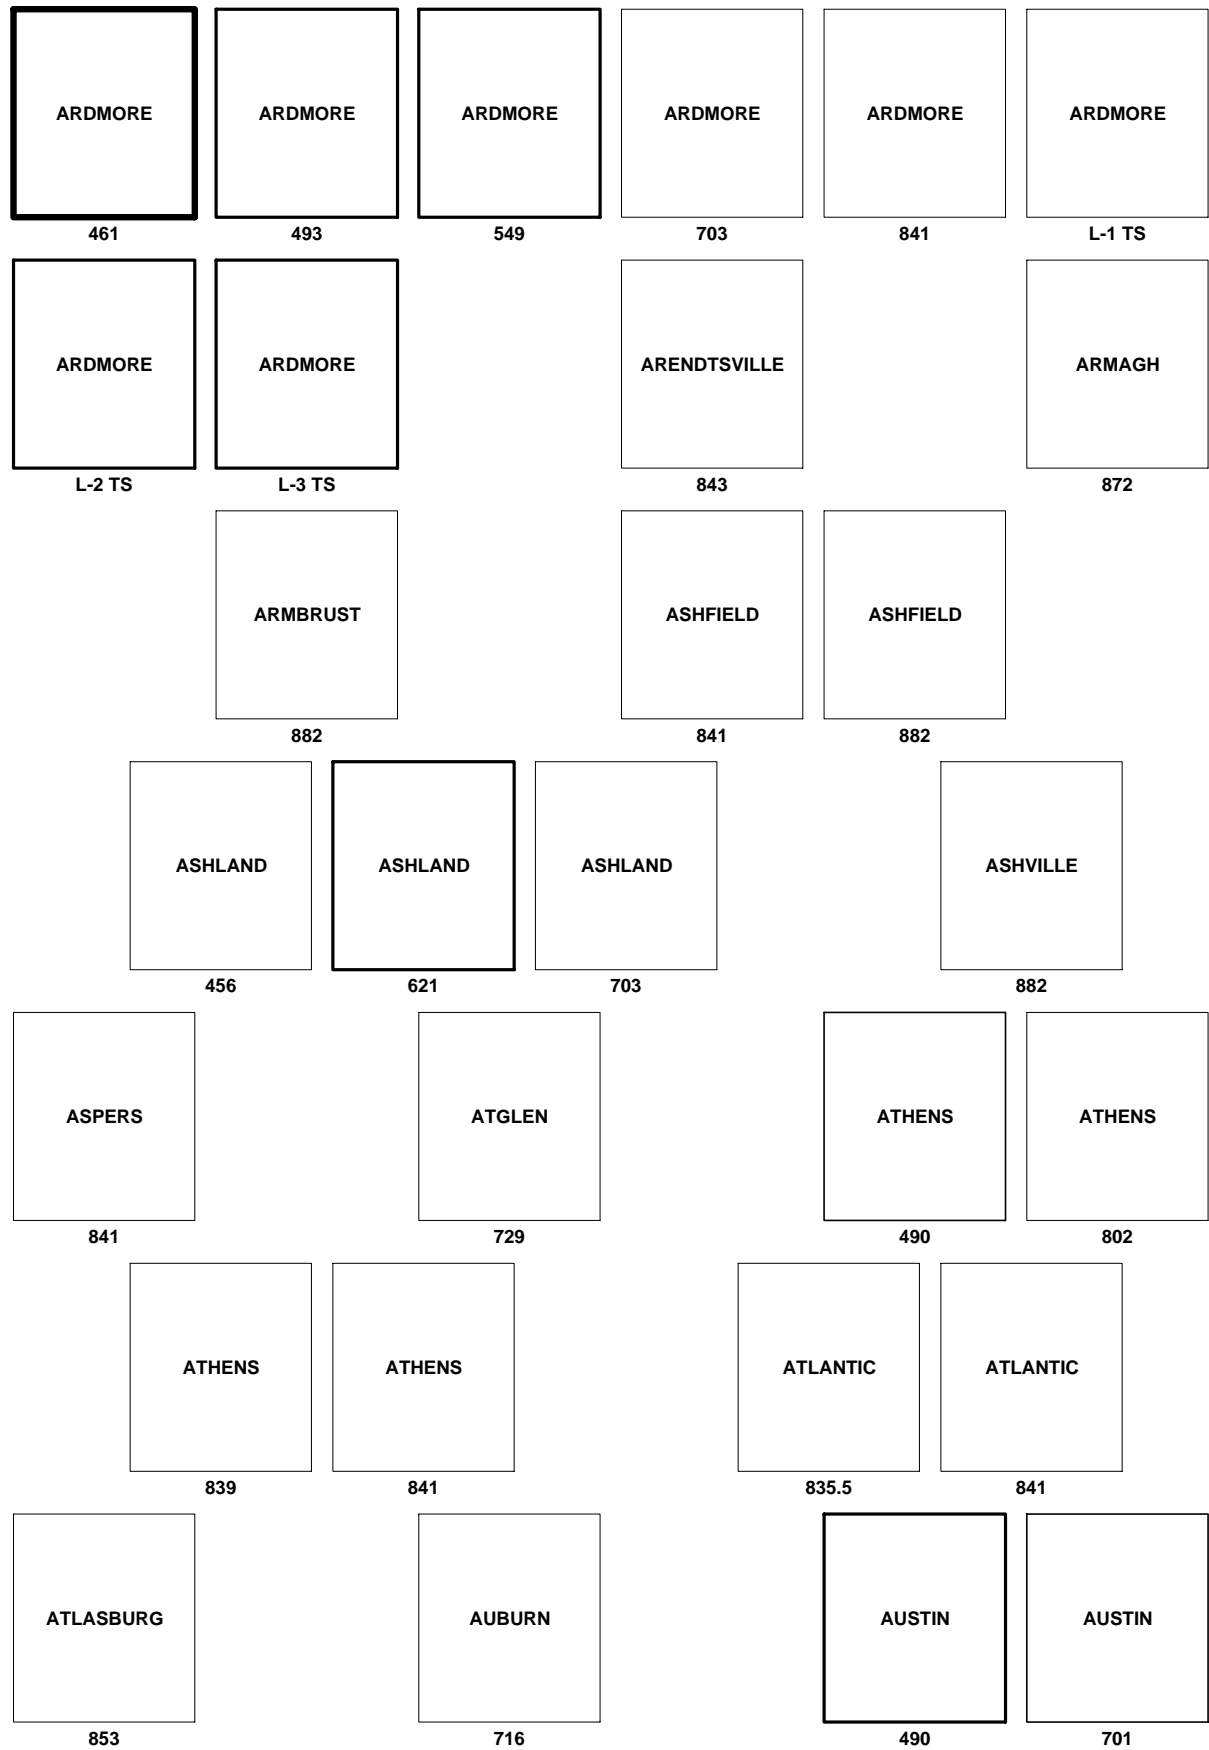 ARDMORE ARDMORE ARDMORE ARDMORE ARDMORE ARDMORE
461 493 549 703 841 L-1 TS
ARDMORE ARDMORE ARENDTSVILLE ARMAGH
L-2 TS L-3 TS 843 872
ARMBRUST ASHFIELD ASHFIELD
882 841 882
ASHLAND ASHLAND ASHLAND ASHVILLE
456 621 703 882
ASPERS ATGLEN ATHENS ATHENS
841 729 490 802
ATHENS ATHENS ATLANTIC ATLANTIC
839 841 835.5 841
ATLASBURG AUBURN AUSTIN AUSTIN
853 716 490 701